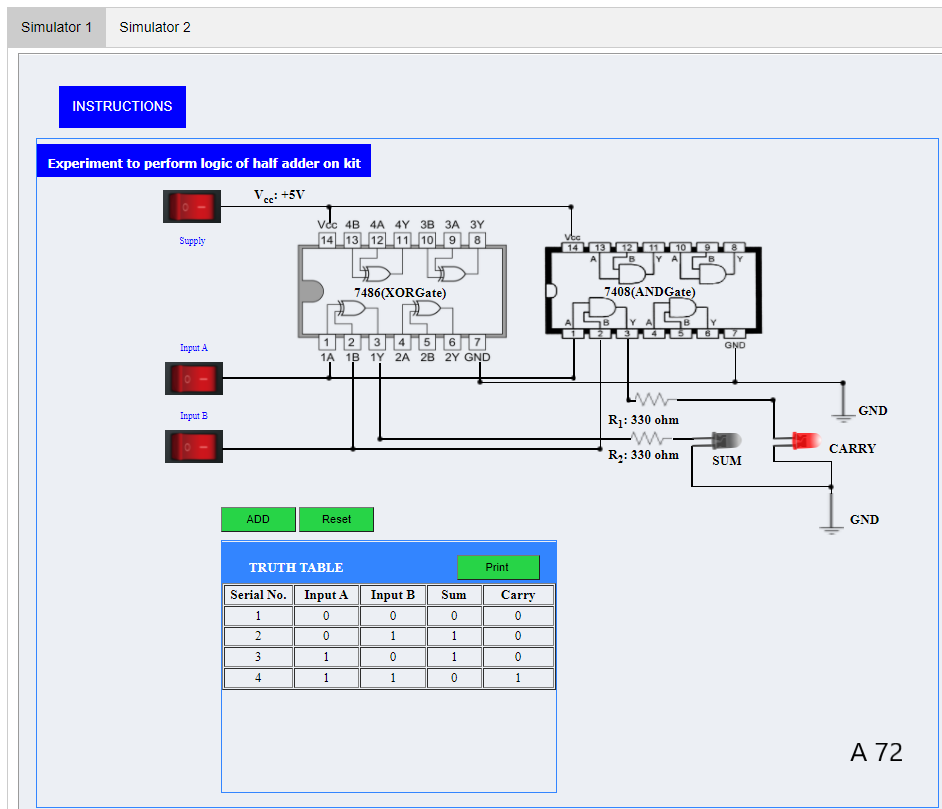 Simulator 1 Simulator 2
INSTRUCTIONS
Experiment to perform logic of half adder on kit
Vcc: +5V
Supply
Vcc 4B 4A 4Y 3B 3A 3Y
14 13 12 11 10 9 8
7486(XORGate)
1 2 3 4 5 6 7
1A 1B 1Y 2A 2B 2Y GND
Vcc
14 13 12 11 10 9 8
A B Y A B Y
7408(ANDGate)
A B Y A B Y
1 2 3 4 5 6 7
GND
Input A
Input B
R1: 330 ohm
R2: 330 ohm
GND
SUM
CARRY
GND
ADD Reset
TRUTH TABLE Print
Serial No. Input A Input B Sum Carry
1 0 0 0 0
2 0 1 1 0
3 1 0 1 0
4 1 1 0 1
A 72